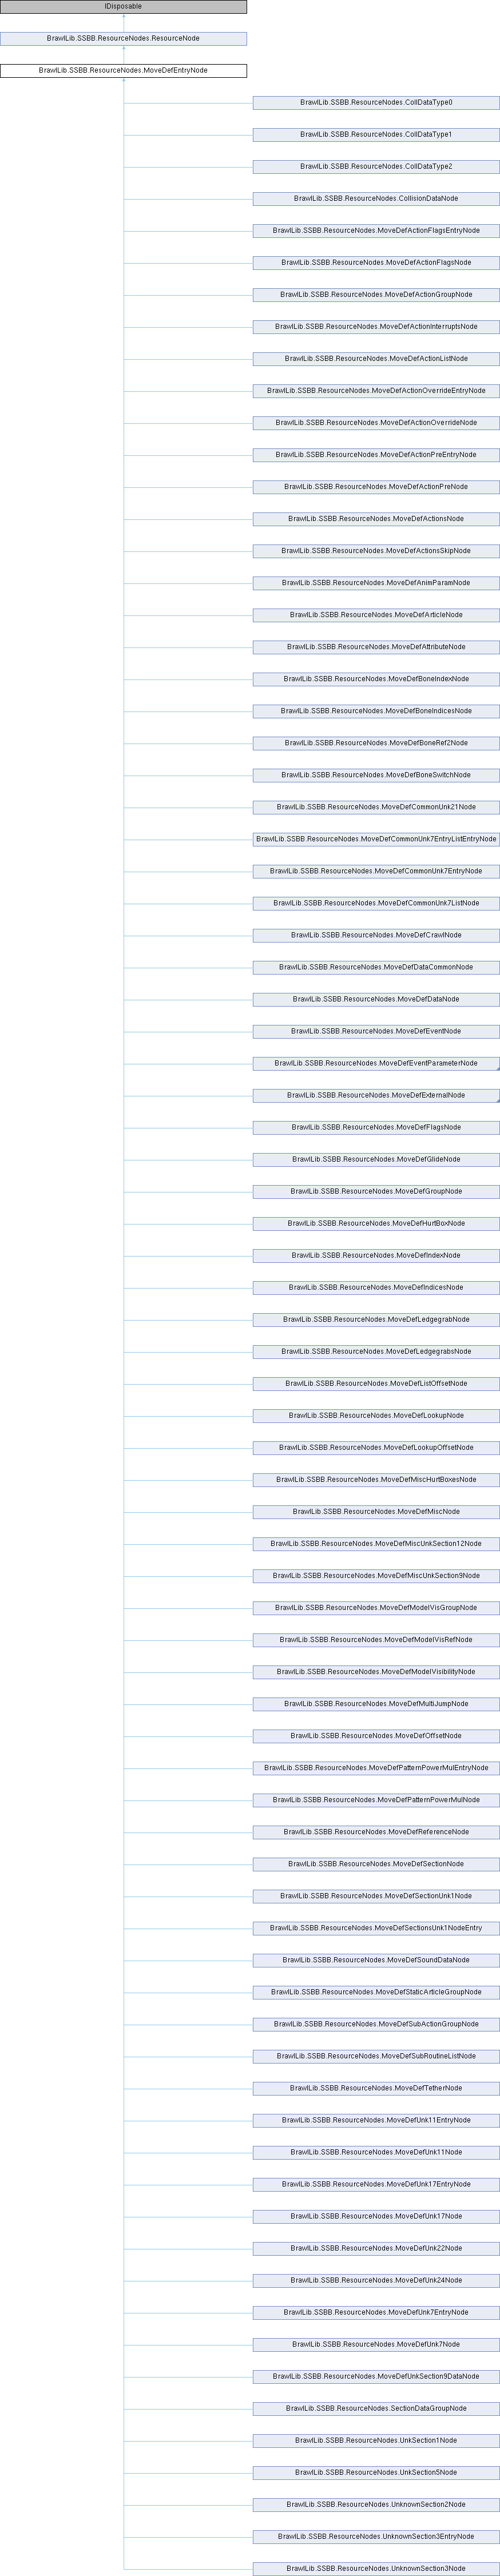 IDisposable
BrawlLib.SSBB.ResourceNodes.ResourceNode
BrawlLib.SSBB.ResourceNodes.MoveDefEntryNode
BrawlLib.SSBB.ResourceNodes.CollDataType0
BrawlLib.SSBB.ResourceNodes.CollDataType1
BrawlLib.SSBB.ResourceNodes.CollDataType2
BrawlLib.SSBB.ResourceNodes.CollisionDataNode
BrawlLib.SSBB.ResourceNodes.MoveDefActionFlagsEntryNode
BrawlLib.SSBB.ResourceNodes.MoveDefActionFlagsNode
BrawlLib.SSBB.ResourceNodes.MoveDefActionGroupNode
BrawlLib.SSBB.ResourceNodes.MoveDefActionInterruptsNode
BrawlLib.SSBB.ResourceNodes.MoveDefActionListNode
BrawlLib.SSBB.ResourceNodes.MoveDefActionOverrideEntryNode
BrawlLib.SSBB.ResourceNodes.MoveDefActionOverrideNode
BrawlLib.SSBB.ResourceNodes.MoveDefActionPreEntryNode
BrawlLib.SSBB.ResourceNodes.MoveDefActionPreNode
BrawlLib.SSBB.ResourceNodes.MoveDefActionsNode
BrawlLib.SSBB.ResourceNodes.MoveDefActionsSkipNode
BrawlLib.SSBB.ResourceNodes.MoveDefAnimParamNode
BrawlLib.SSBB.ResourceNodes.MoveDefArticleNode
BrawlLib.SSBB.ResourceNodes.MoveDefAttributeNode
BrawlLib.SSBB.ResourceNodes.MoveDefBoneIndexNode
BrawlLib.SSBB.ResourceNodes.MoveDefBoneIndicesNode
BrawlLib.SSBB.ResourceNodes.MoveDefBoneRef2Node
BrawlLib.SSBB.ResourceNodes.MoveDefBoneSwitchNode
BrawlLib.SSBB.ResourceNodes.MoveDefCommonUnk21Node
BrawlLib.SSBB.ResourceNodes.MoveDefCommonUnk7EntryListEntryNode
BrawlLib.SSBB.ResourceNodes.MoveDefCommonUnk7EntryNode
BrawlLib.SSBB.ResourceNodes.MoveDefCommonUnk7ListNode
BrawlLib.SSBB.ResourceNodes.MoveDefCrawlNode
BrawlLib.SSBB.ResourceNodes.MoveDefDataCommonNode
BrawlLib.SSBB.ResourceNodes.MoveDefDataNode
BrawlLib.SSBB.ResourceNodes.MoveDefEventNode
BrawlLib.SSBB.ResourceNodes.MoveDefEventParameterNode
BrawlLib.SSBB.ResourceNodes.MoveDefExternalNode
BrawlLib.SSBB.ResourceNodes.MoveDefFlagsNode
BrawlLib.SSBB.ResourceNodes.MoveDefGlideNode
BrawlLib.SSBB.ResourceNodes.MoveDefGroupNode
BrawlLib.SSBB.ResourceNodes.MoveDefHurtBoxNode
BrawlLib.SSBB.ResourceNodes.MoveDefIndexNode
BrawlLib.SSBB.ResourceNodes.MoveDefIndicesNode
BrawlLib.SSBB.ResourceNodes.MoveDefLedgegrabNode
BrawlLib.SSBB.ResourceNodes.MoveDefLedgegrabsNode
BrawlLib.SSBB.ResourceNodes.MoveDefListOffsetNode
BrawlLib.SSBB.ResourceNodes.MoveDefLookupNode
BrawlLib.SSBB.ResourceNodes.MoveDefLookupOffsetNode
BrawlLib.SSBB.ResourceNodes.MoveDefMiscHurtBoxesNode
BrawlLib.SSBB.ResourceNodes.MoveDefMiscNode
BrawlLib.SSBB.ResourceNodes.MoveDefMiscUnkSection12Node
BrawlLib.SSBB.ResourceNodes.MoveDefMiscUnkSection9Node
BrawlLib.SSBB.ResourceNodes.MoveDefModelVisGroupNode
BrawlLib.SSBB.ResourceNodes.MoveDefModelVisRefNode
BrawlLib.SSBB.ResourceNodes.MoveDefModelVisibilityNode
BrawlLib.SSBB.ResourceNodes.MoveDefMultiJumpNode
BrawlLib.SSBB.ResourceNodes.MoveDefOffsetNode
BrawlLib.SSBB.ResourceNodes.MoveDefPatternPowerMulEntryNode
BrawlLib.SSBB.ResourceNodes.MoveDefPatternPowerMulNode
BrawlLib.SSBB.ResourceNodes.MoveDefReferenceNode
BrawlLib.SSBB.ResourceNodes.MoveDefSectionNode
BrawlLib.SSBB.ResourceNodes.MoveDefSectionUnk1Node
BrawlLib.SSBB.ResourceNodes.MoveDefSectionsUnk1NodeEntry
BrawlLib.SSBB.ResourceNodes.MoveDefSoundDataNode
BrawlLib.SSBB.ResourceNodes.MoveDefStaticArticleGroupNode
BrawlLib.SSBB.ResourceNodes.MoveDefSubActionGroupNode
BrawlLib.SSBB.ResourceNodes.MoveDefSubRoutineListNode
BrawlLib.SSBB.ResourceNodes.MoveDefTetherNode
BrawlLib.SSBB.ResourceNodes.MoveDefUnk11EntryNode
BrawlLib.SSBB.ResourceNodes.MoveDefUnk11Node
BrawlLib.SSBB.ResourceNodes.MoveDefUnk17EntryNode
BrawlLib.SSBB.ResourceNodes.MoveDefUnk17Node
BrawlLib.SSBB.ResourceNodes.MoveDefUnk22Node
BrawlLib.SSBB.ResourceNodes.MoveDefUnk24Node
BrawlLib.SSBB.ResourceNodes.MoveDefUnk7EntryNode
BrawlLib.SSBB.ResourceNodes.MoveDefUnk7Node
BrawlLib.SSBB.ResourceNodes.MoveDefUnkSection9DataNode
BrawlLib.SSBB.ResourceNodes.SectionDataGroupNode
BrawlLib.SSBB.ResourceNodes.UnkSection1Node
BrawlLib.SSBB.ResourceNodes.UnkSection5Node
BrawlLib.SSBB.ResourceNodes.UnknownSection2Node
BrawlLib.SSBB.ResourceNodes.UnknownSection3EntryNode
BrawlLib.SSBB.ResourceNodes.UnknownSection3Node